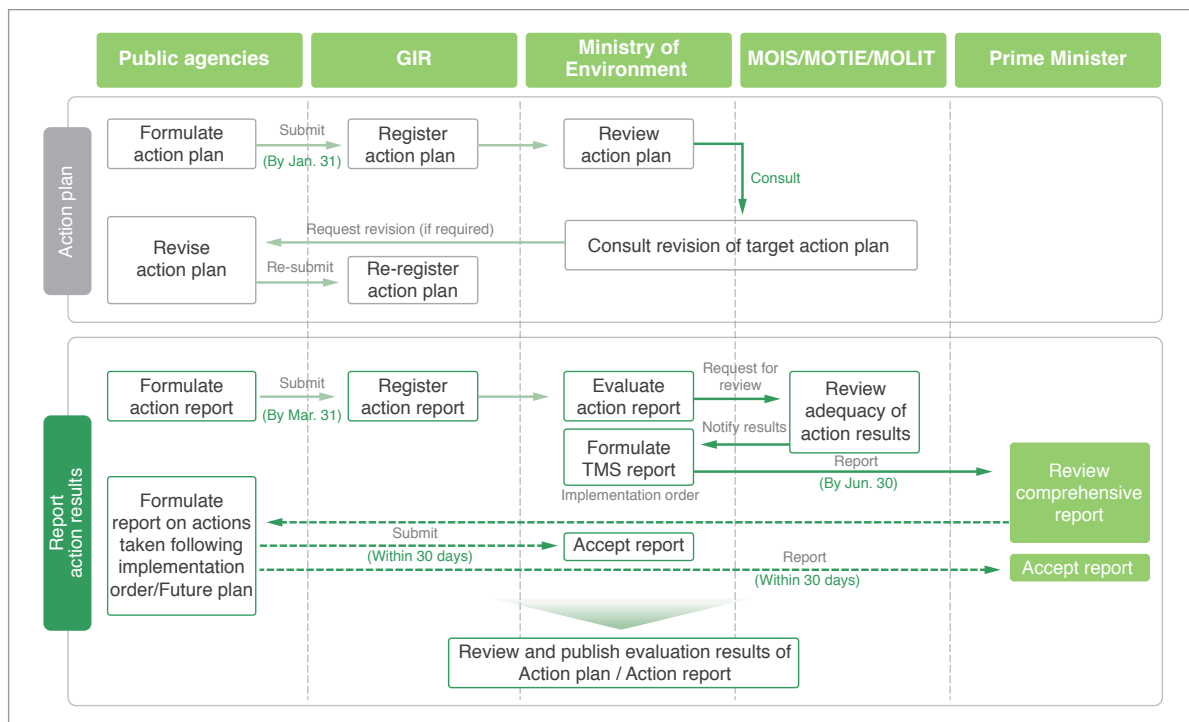 Public agencies
GIR
Ministry of
Environment
MOIS/MOTIE/MOLIT
Prime Minister
Action plan
Formulate
action plan
Submit
(By Jan. 31)
Register
action plan
Review
action plan
Consult
Revise
action plan
Request revision (if required)
Consult revision of target action plan
Re-submit
Re-register
action plan
Report
action results
Formulate
action report
Submit
(By Mar. 31)
Register
action report
Evaluate
action report
Request for
review
Review
adequacy of
action results
Notify results
Formulate
TMS report
Implementation order
Report
(By Jun. 30)
Review
comprehensive
report
Formulate
report on actions
taken following
implementation
order/Future plan
Submit
(Within 30 days)
Accept report
Report
(Within 30 days)
Accept report
Review and publish evaluation results of
Action plan / Action report